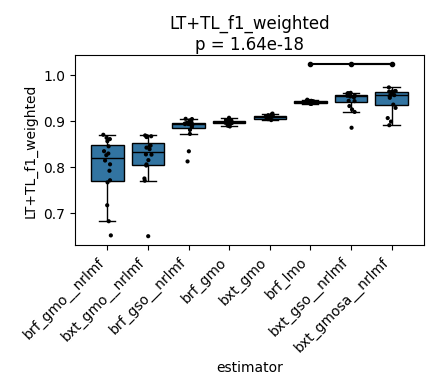 LT+TL_f1_weighted
p = 1.64e-18
LT+TL_f1_weighted
1.0
0.9
0.8
0.7
brf_gmo__nrlmf
bxt_gmo__nrlmf
brf_gso__nrlmf
brf_gmo
bxt_gmo
brf_lmo
bxt_gso__nrlmf
bxt_gmosa__nrlmf
estimator